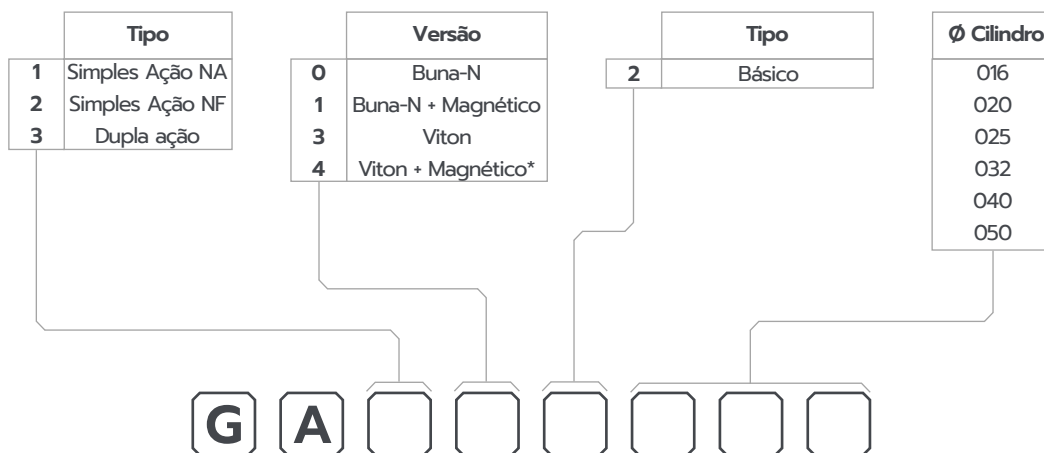 Tipo
1 Simples Ação NA
2 Simples Ação NF
3 Dupla ação
Versão
0 Buna-N
1 Buna-N + Magnético
3 Viton
4 Viton + Magnético*
Tipo
2 Básico
Ø Cilindro
016
020
025
032
040
050
G A